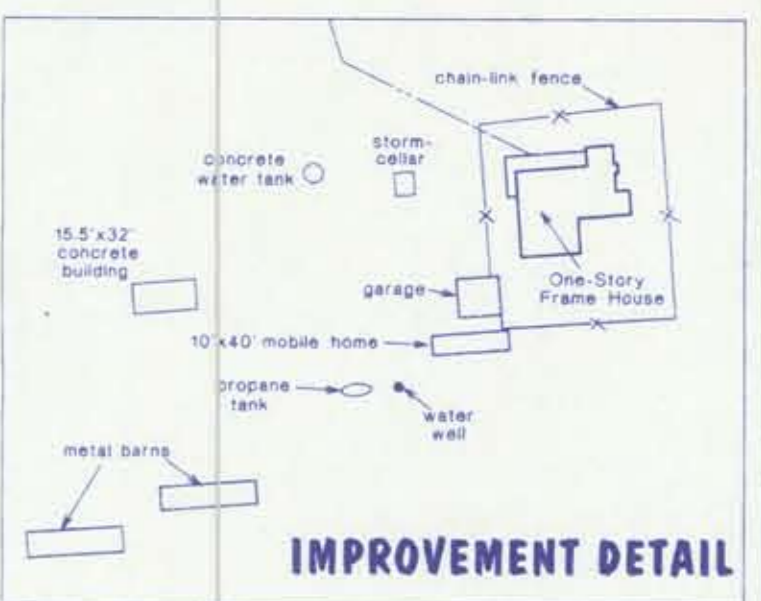 chain-link fence
concrete
water tank
storm-
cellar
15.5'x32'
concrete
building
garage
One-Story
Frame House
10'x40' mobile home
propane
tank
water
well
metal barns
IMPROVEMENT DETAIL